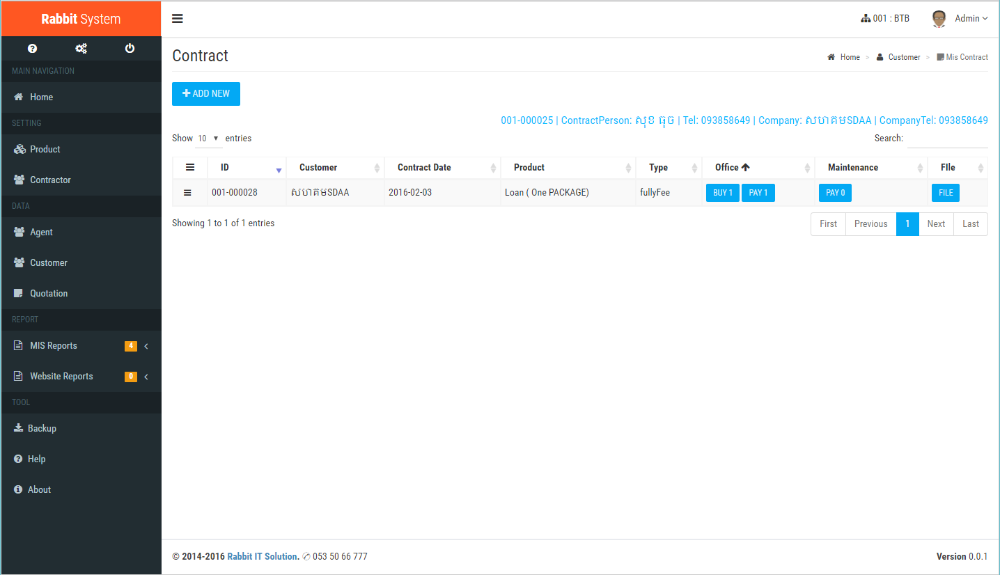 Rabbit System
001 : BTB Admin
MAIN NAVIGATION
Home
SETTING
Product
Contractor
DATA
Agent
Customer
Quotation
REPORT
MIS Reports 4
Website Reports 0
TOOL
Backup
Help
About
Contract
Home > Customer > Mis Contract
ADD NEW
001-000025 | ContractPerson: សុខ ធុច | Tel: 093858649 | Company: សហគមSDAA | CompanyTel: 093858649
Show 10 entries
Search:
ID Customer Contract Date Product Type Office Maintenance FIle
001-000028 សហគមSDAA 2016-02-03 Loan ( One PACKAGE) fullyFee BUY 1 PAY 1 PAY 0 FILE
Showing 1 to 1 of 1 entries
First Previous 1 Next Last
© 2014-2016 Rabbit IT Solution. ✆ 053 50 66 777
Version 0.0.1